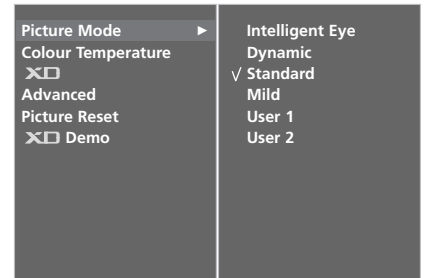 Picture Mode ►
Colour Temperature
XD
Advanced
Picture Reset
XD Demo
Intelligent Eye
Dynamic
√ Standard
Mild
User 1
User 2